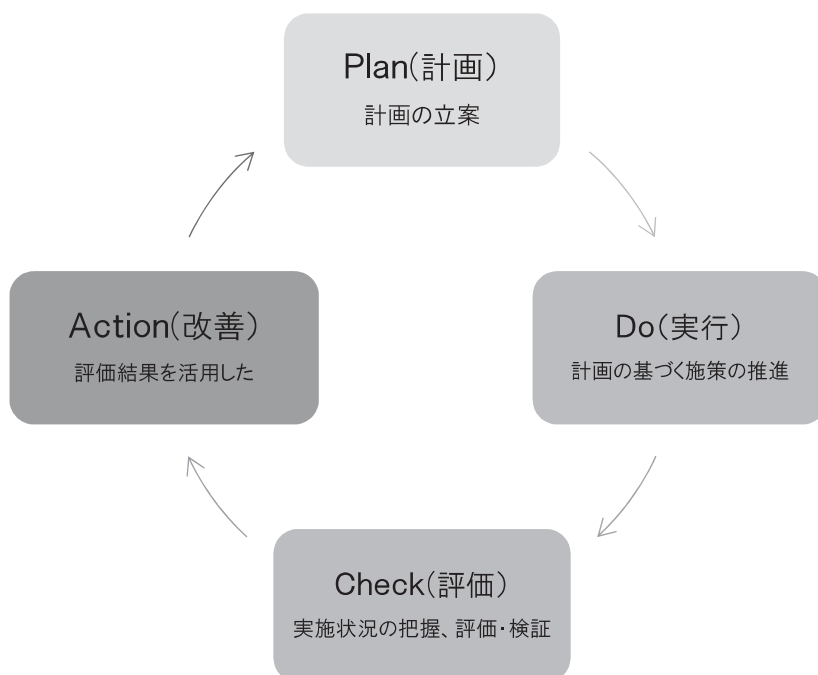 Plan(計画)
計画の立案
Do(実行)
計画の基づく施策の推進
Check(評価)
実施状況の把握、評価・検証
Action(改善)
評価結果を活用した